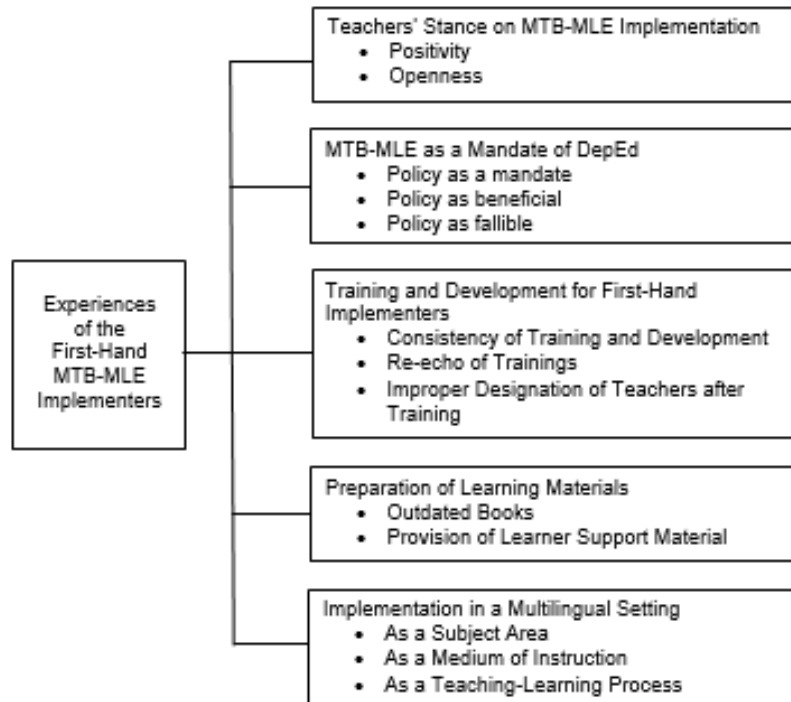 Teachers' Stance on MTB-MLE Implementation
• Positivity
• Openness
MTB-MLE as a Mandate of DepEd
• Policy as a mandate
• Policy as beneficial
• Policy as fallible
Experiences
of the
First-Hand
MTB-MLE
Implementers
Training and Development for First-Hand
Implementers
• Consistency of Training and Development
• Re-echo of Trainings
• Improper Designation of Teachers after
Training
Preparation of Learning Materials
• Outdated Books
• Provision of Learner Support Material
Implementation in a Multilingual Setting
• As a Subject Area
• As a Medium of Instruction
• As a Teaching-Learning Process